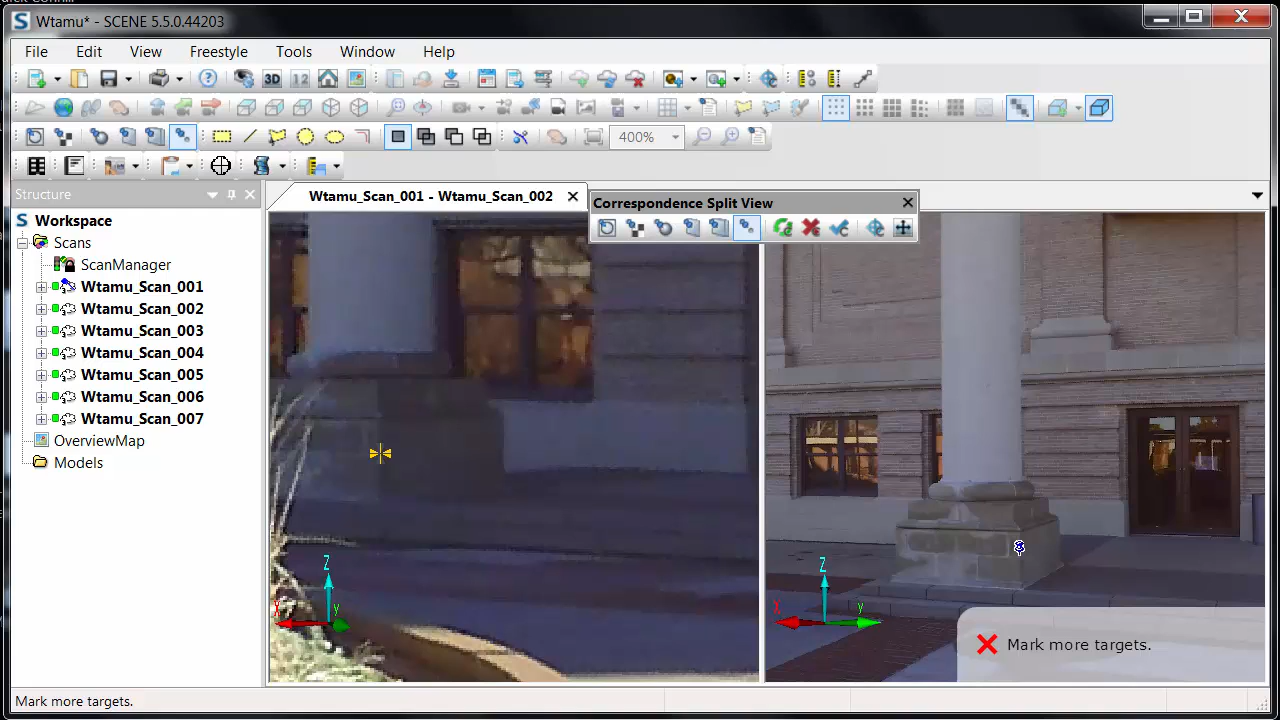 Wtamu* - SCENE 5.5.0.44203
File Edit View Freestyle Tools Window Help
3D 12
400%
Structure
Wtamu_Scan_001 - Wtamu_Scan_002
Correspondence Split View
Workspace
Scans
ScanManager
Wtamu_Scan_001
Wtamu_Scan_002
Wtamu_Scan_003
Wtamu_Scan_004
Wtamu_Scan_005
Wtamu_Scan_006
Wtamu_Scan_007
OverviewMap
Models
Z
X
y
Z
X
y
Mark more targets.
Mark more targets.